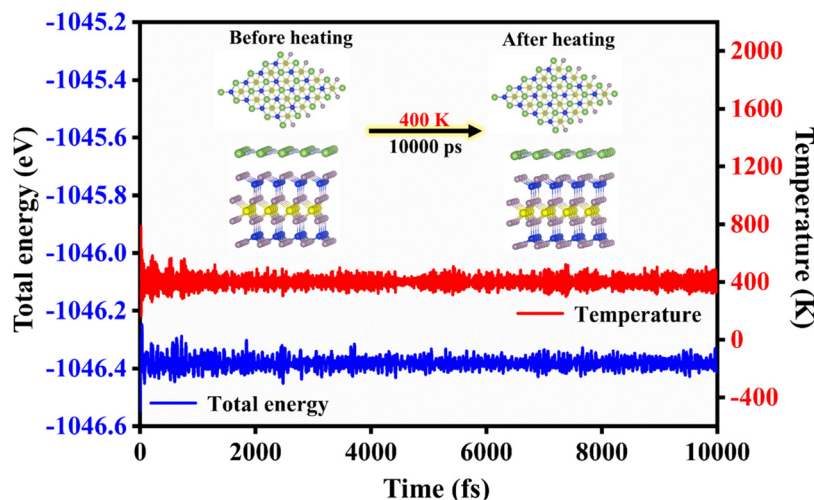 Before heating
After heating
400 K
10000 ps
Total energy (eV)
-1045.2
-1045.4
-1045.6
-1045.8
-1046.0
-1046.2
-1046.4
-1046.6
Temperature (K)
2000
1600
1200
800
400
0
-400
Temperature
Total energy
0
2000
4000
6000
8000
10000
Time (fs)